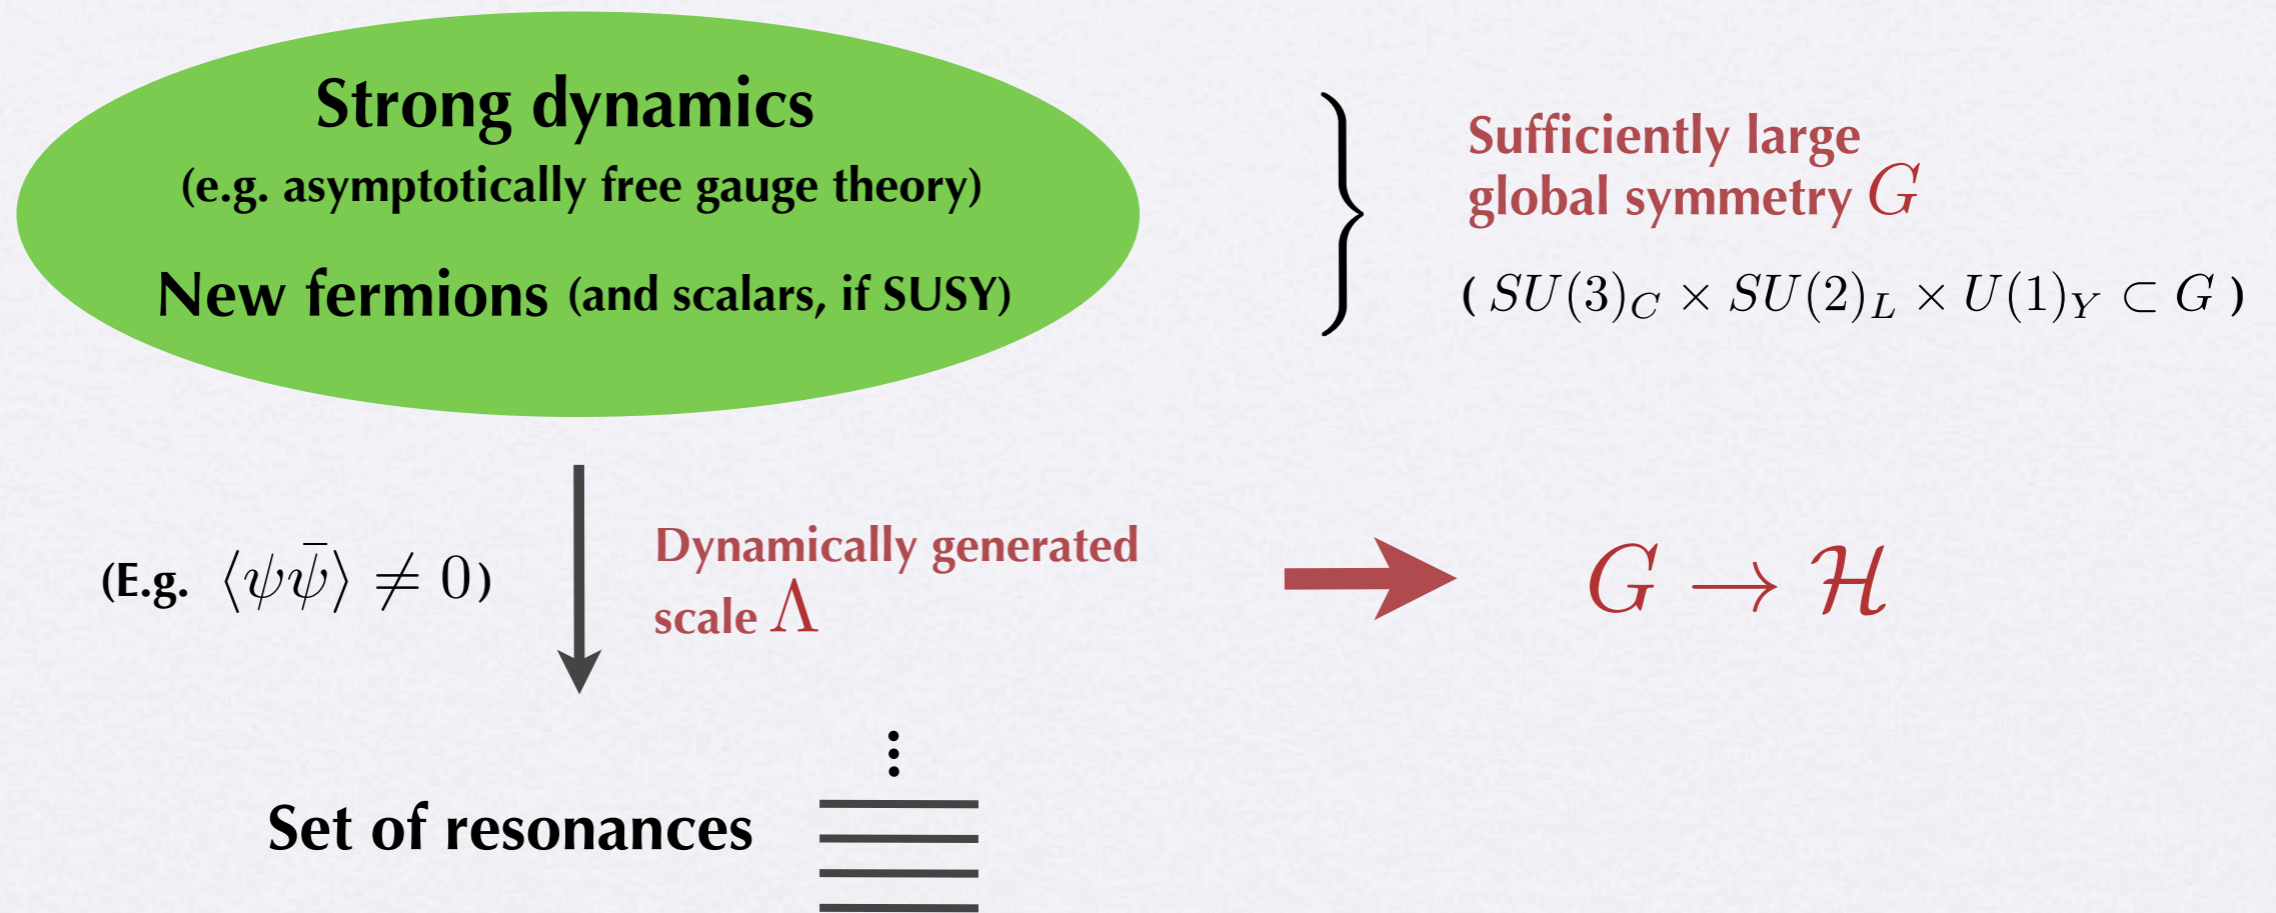 Strong dynamics
(e.g. asymptotically free gauge theory)
New fermions (and scalars, if SUSY)
Sufficiently large
global symmetry G
( SU(3)_C × SU(2)_L × U(1)_Y ⊂ G )
(E.g. ⟨ψψ̄⟩ ≠ 0)
Dynamically generated
scale Λ
G → ℋ
Set of resonances